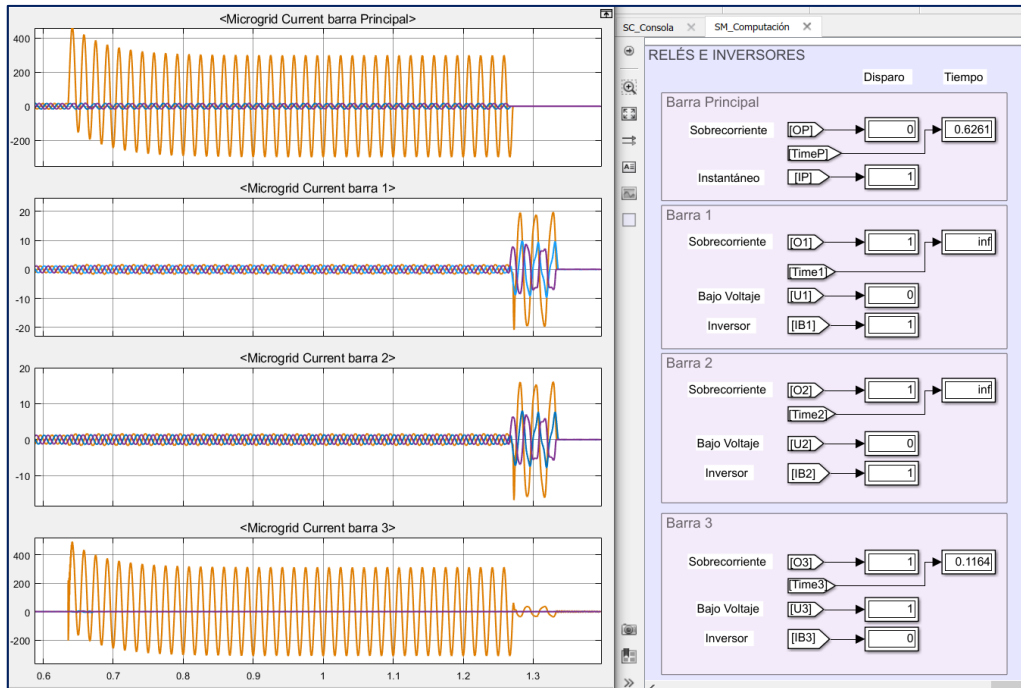 <Microgrid Current barra Principal>
400
200
0
-200
<Microgrid Current barra 1>
20
10
0
-10
-20
<Microgrid Current barra 2>
20
10
0
-10
<Microgrid Current barra 3>
400
200
0
-200
0.6 0.7 0.8 0.9 1 1.1 1.2 1.3
SC_Consola SM_Computación
RELÉS E INVERSORES
Disparo Tiempo
Barra Principal
Sobrecorriente [OP] 0 0.6261
[TimeP]
Instantáneo [IP] 1
Barra 1
Sobrecorriente [O1] 1 inf
[Time1]
Bajo Voltaje [U1] 0
Inversor [IB1] 1
Barra 2
Sobrecorriente [O2] 1 inf
[Time2]
Bajo Voltaje [U2] 0
Inversor [IB2] 1
Barra 3
Sobrecorriente [O3] 1 0.1164
[Time3]
Bajo Voltaje [U3] 1
Inversor [IB3] 0